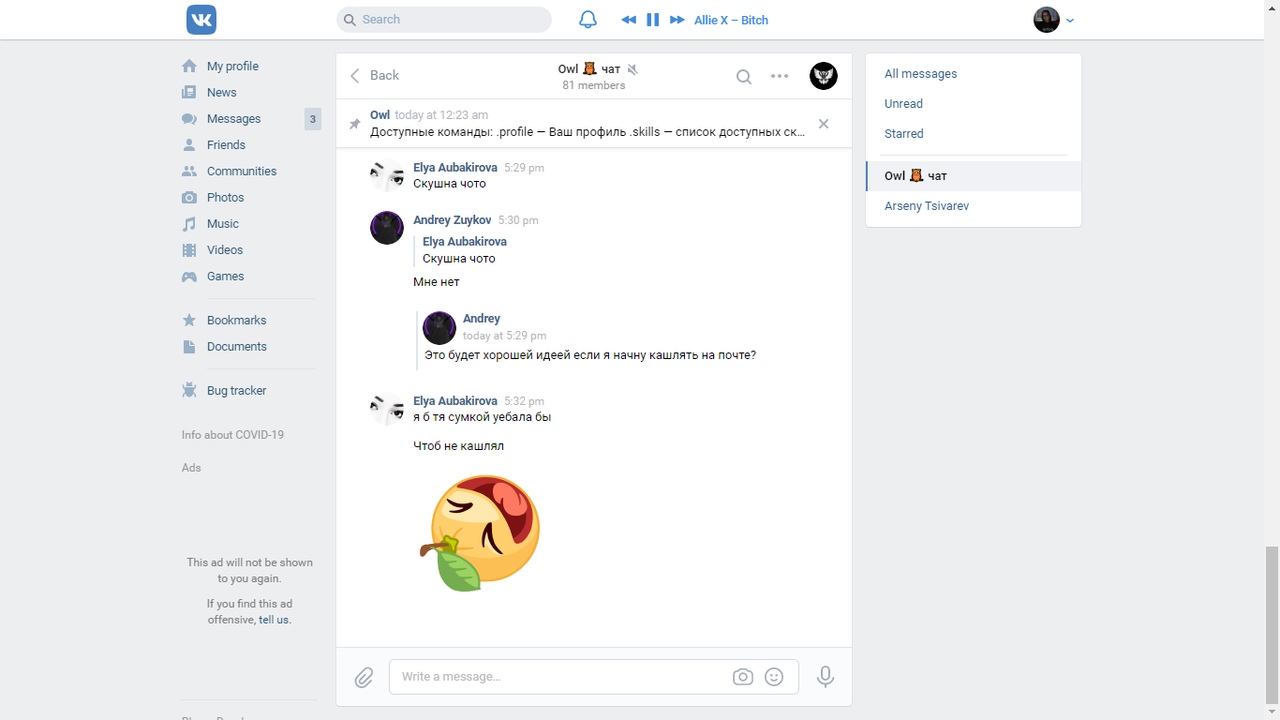 Search
Allie X – Bitch
My profile
News
Messages 3
Friends
Communities
Photos
Music
Videos
Games
Bookmarks
Documents
Bug tracker
Info about COVID-19
Ads
This ad will not be shown
to you again.
If you find this ad
offensive, tell us.
Back
Owl чат
81 members
Owl today at 12:23 am
Доступные команды: .profile — Ваш профиль .skills — список доступных ск...
Elya Aubakirova 5:29 pm
Скушна чото
Andrey Zuykov 5:30 pm
Elya Aubakirova
Скушна чото
Мне нет
Andrey
today at 5:29 pm
Это будет хорошей идеей если я начну кашлять на почте?
Elya Aubakirova 5:32 pm
я б тя сумкой уебала бы
Чтоб не кашлял
Write a message...
All messages
Unread
Starred
Owl чат
Arseny Tsivarev